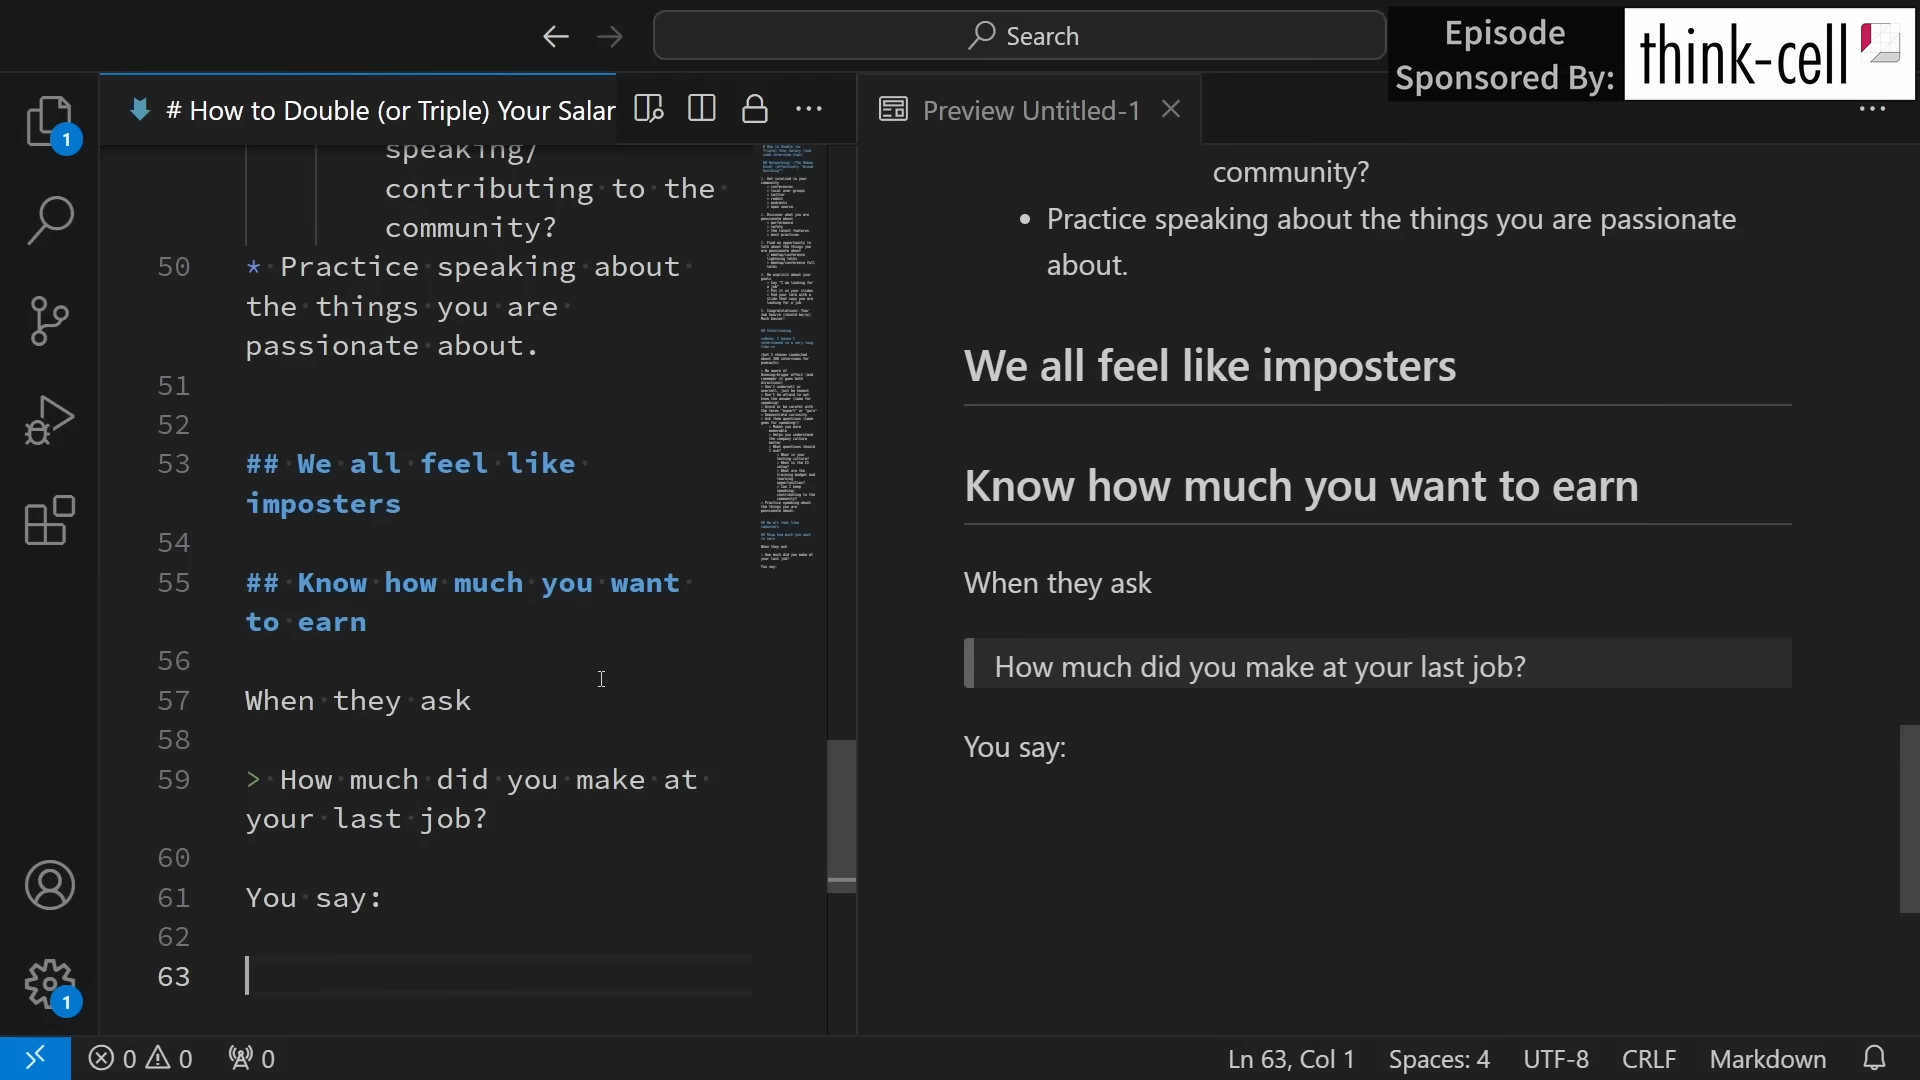 Search
Episode
Sponsored By:
think-cell
# How to Double (or Triple) Your Salar
Preview Untitled-1
1
speaking/
contributing to the
community?
50 * Practice speaking about
the things you are
passionate about.
51
52
53 ## We all feel like
imposters
54
55 ## Know how much you want
to earn
56
57 When they ask
58
59 > How much did you make at
your last job?
60
61 You say:
62
63
community?
• Practice speaking about the things you are passionate
about.
We all feel like imposters
Know how much you want to earn
When they ask
How much did you make at your last job?
You say:
1
0 0 0
Ln 63, Col 1 Spaces: 4 UTF-8 CRLF Markdown